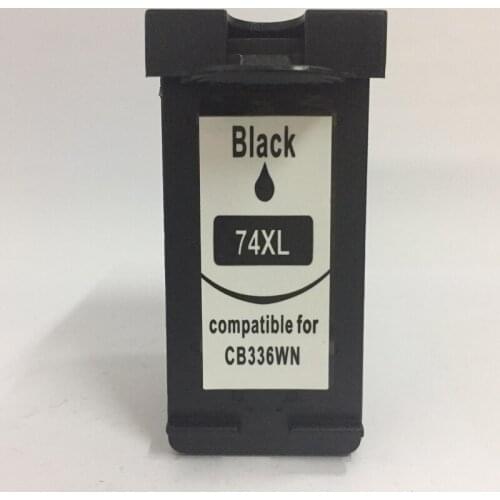 Black
74XL
compatible for
CB336WN